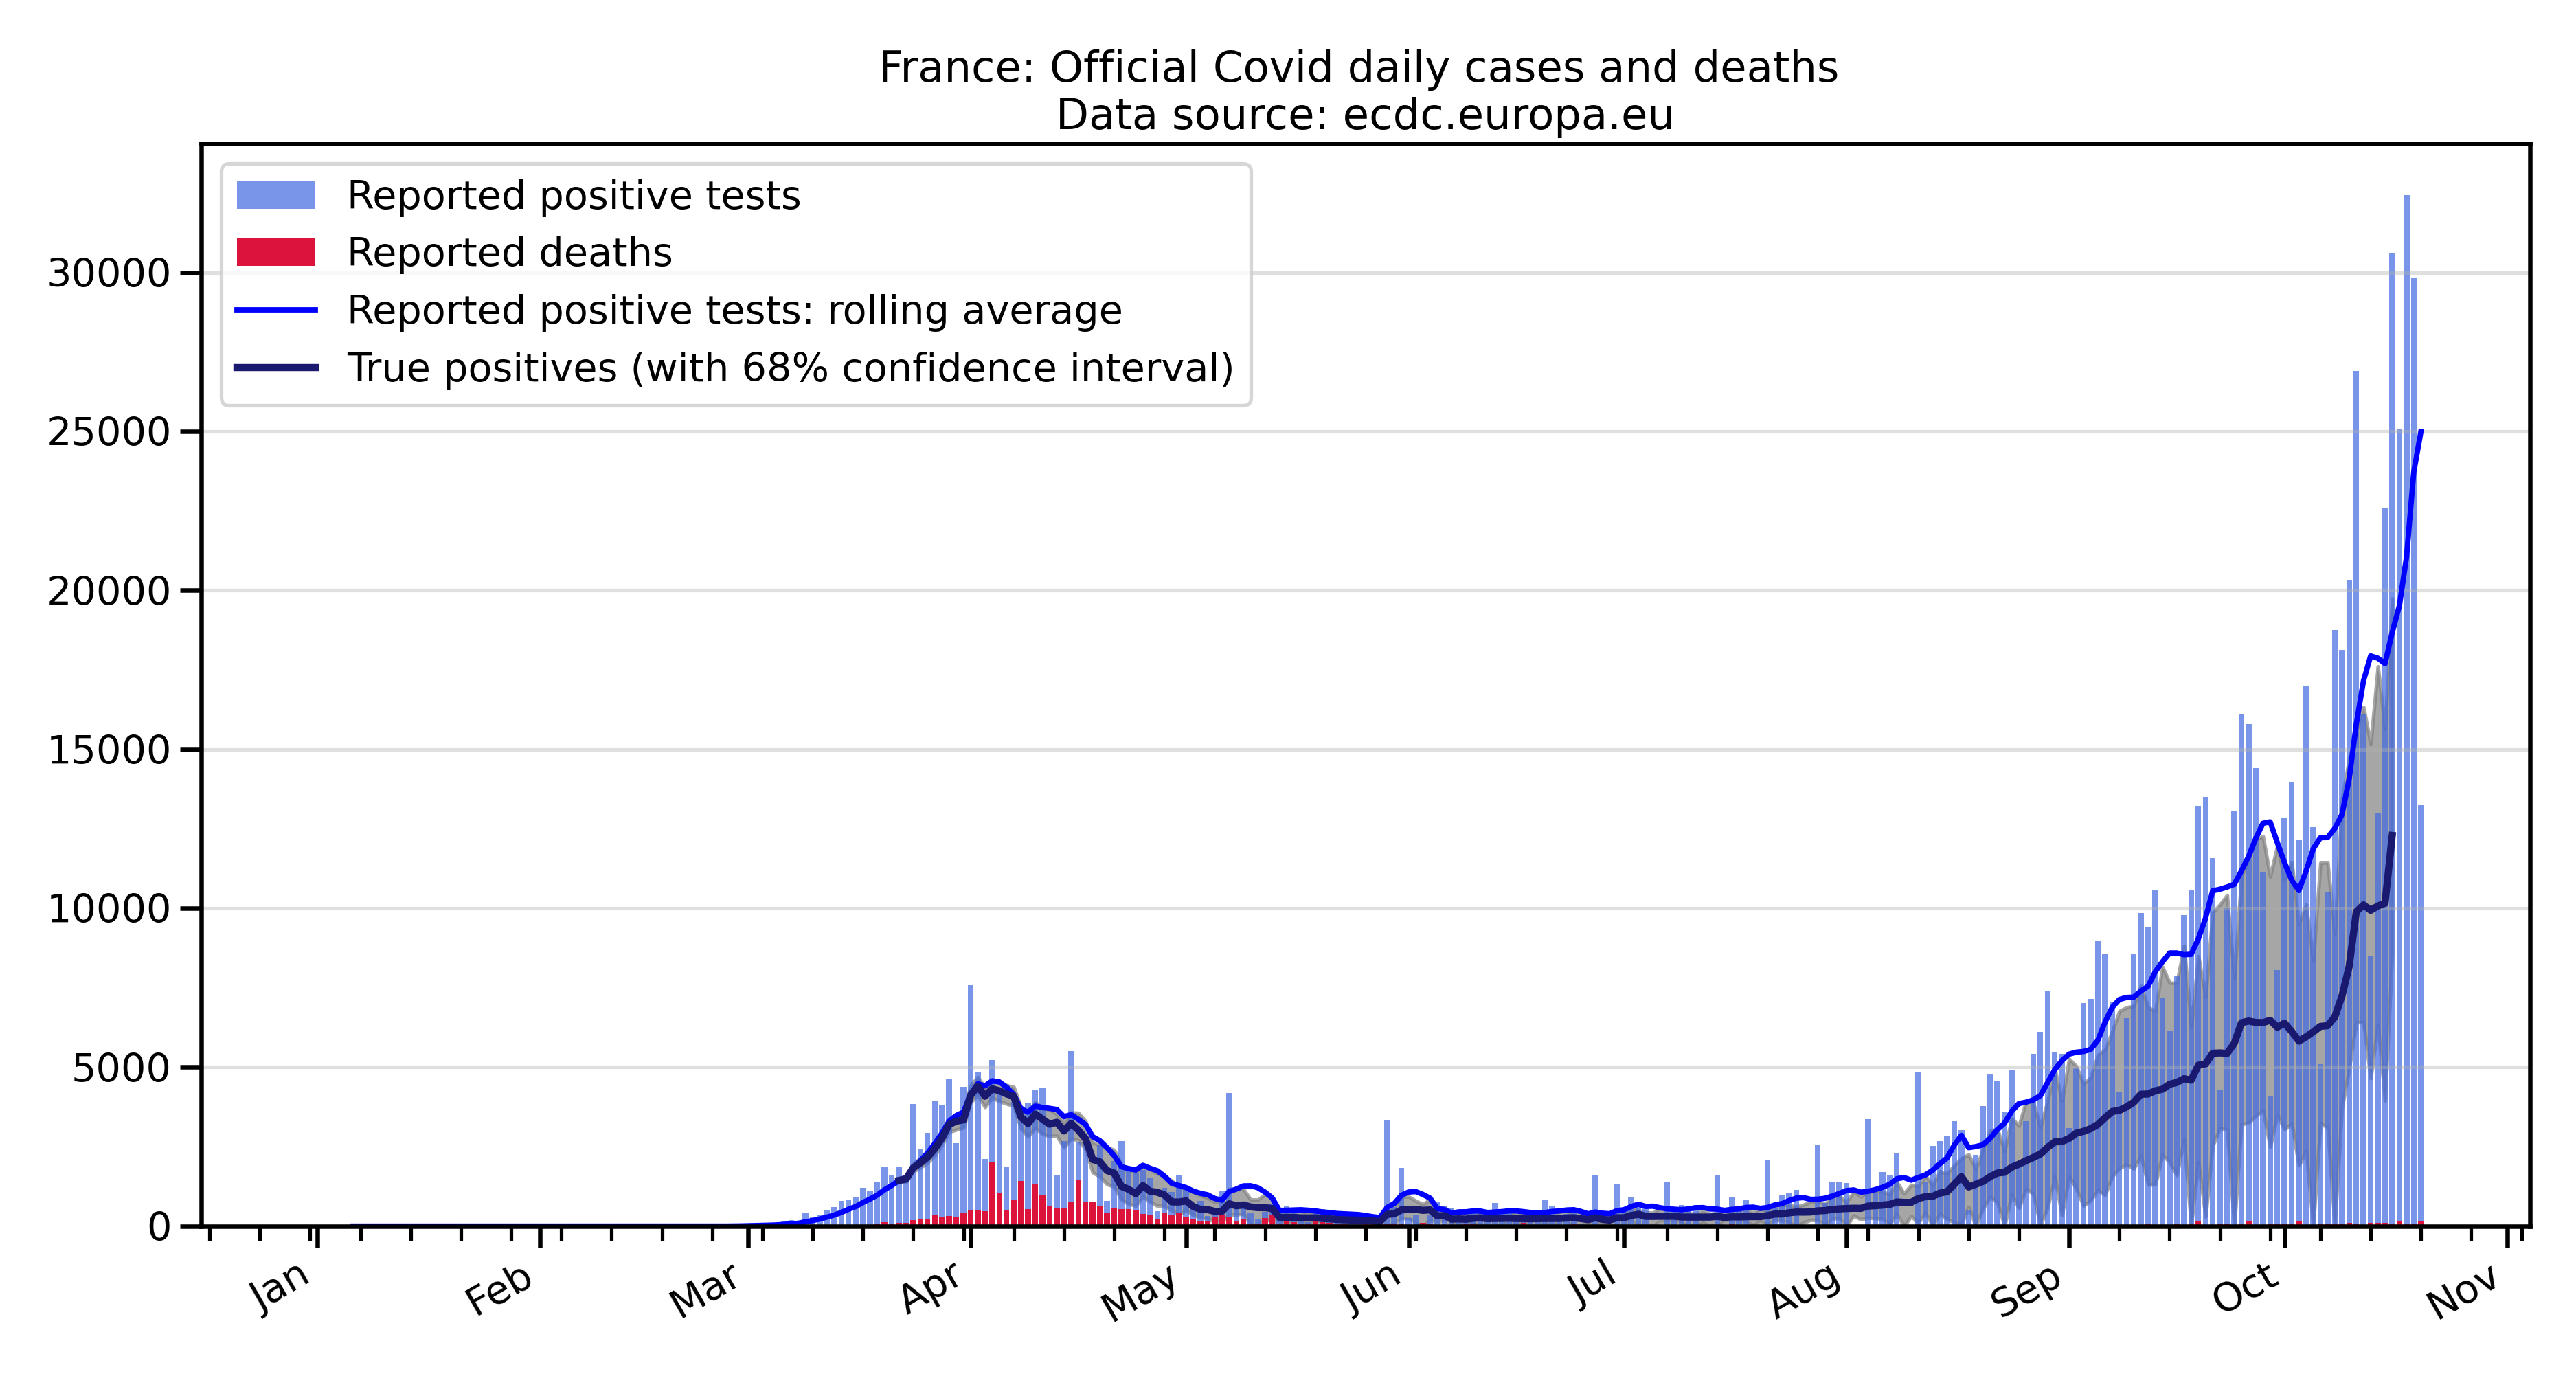 France: Official Covid daily cases and deaths
Data source: ecdc.europa.eu
Reported positive tests
Reported deaths
Reported positive tests: rolling average
True positives (with 68% confidence interval)
30000
25000
20000
15000
10000
5000
0
Jan Feb Mar Apr May Jun Jul Aug Sep Oct Nov